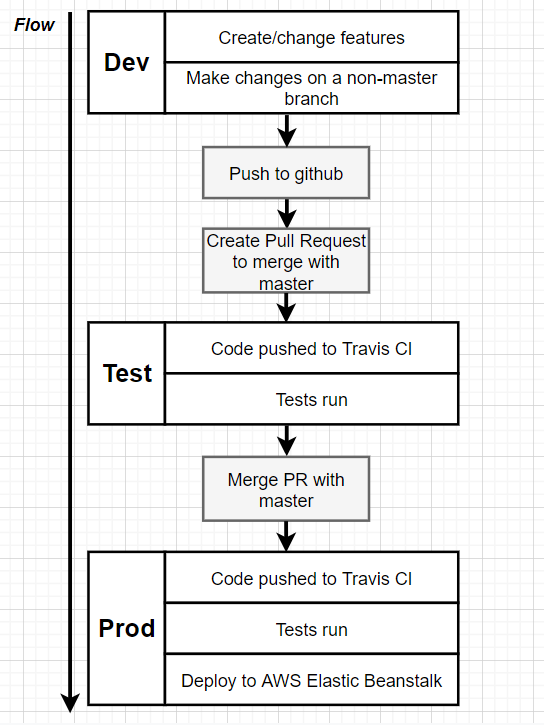 Flow
Dev
Create/change features
Make changes on a non-master
branch
Push to github
Create Pull Request
to merge with
master
Test
Code pushed to Travis CI
Tests run
Merge PR with
master
Prod
Code pushed to Travis CI
Tests run
Deploy to AWS Elastic Beanstalk